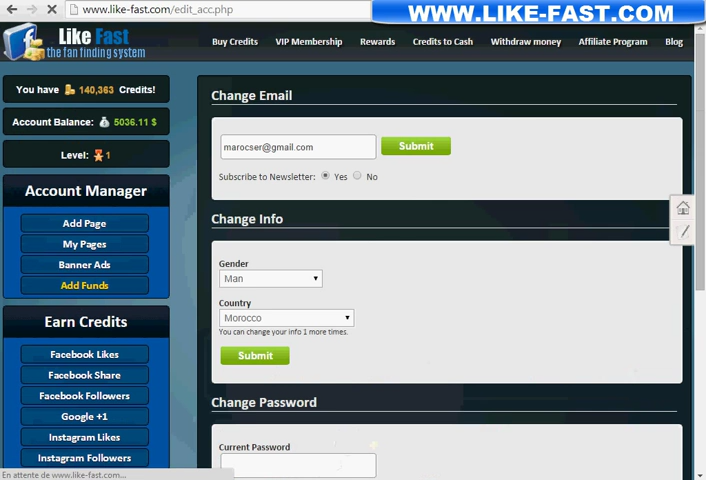 www.like-fast.com/edit_acc.php
WWW.LIKE-FAST.COM
Like Fast
the fan finding system
Buy Credits VIP Membership Rewards Credits to Cash Withdraw money Affiliate Program Blog
You have 140,363 Credits!
Account Balance: 5036.11 $
Level: 1
Account Manager
Add Page
My Pages
Banner Ads
Add Funds
Earn Credits
Facebook Likes
Facebook Share
Facebook Followers
Google +1
Instagram Likes
Instagram Followers
Change Email
marocser@gmail.com Submit
Subscribe to Newsletter: Yes No
Change Info
Gender
Man
Country
Morocco
You can change your info 1 more times.
Submit
Change Password
Current Password
En attente de www.like-fast.com...